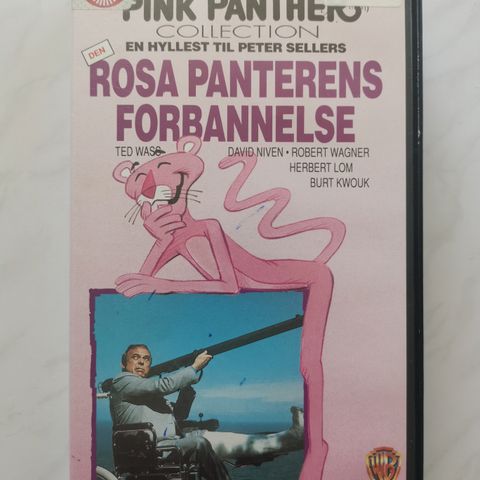 PINK PANTHER
COLLECTION
EN HYLLEST TIL PETER SELLERS
DEN
ROSA PANTERENS
FORBANNELSE
TED WASS DAVID NIVEN • ROBERT WAGNER
HERBERT LOM
BURT KWOUK
WB